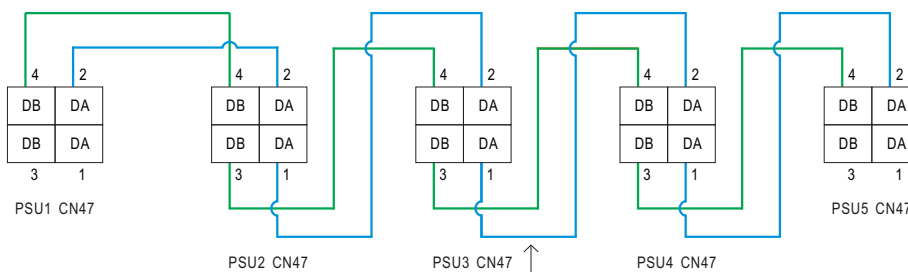 4 2 4 2 4 2 4 2 4 2
DB DA DB DA DB DA DB DA DB DA
DB DA DB DA DB DA DB DA DB DA
3 1 3 1 3 1 3 1 3 1
PSU1 CN47 PSU5 CN47
PSU2 CN47 PSU3 CN47 PSU4 CN47